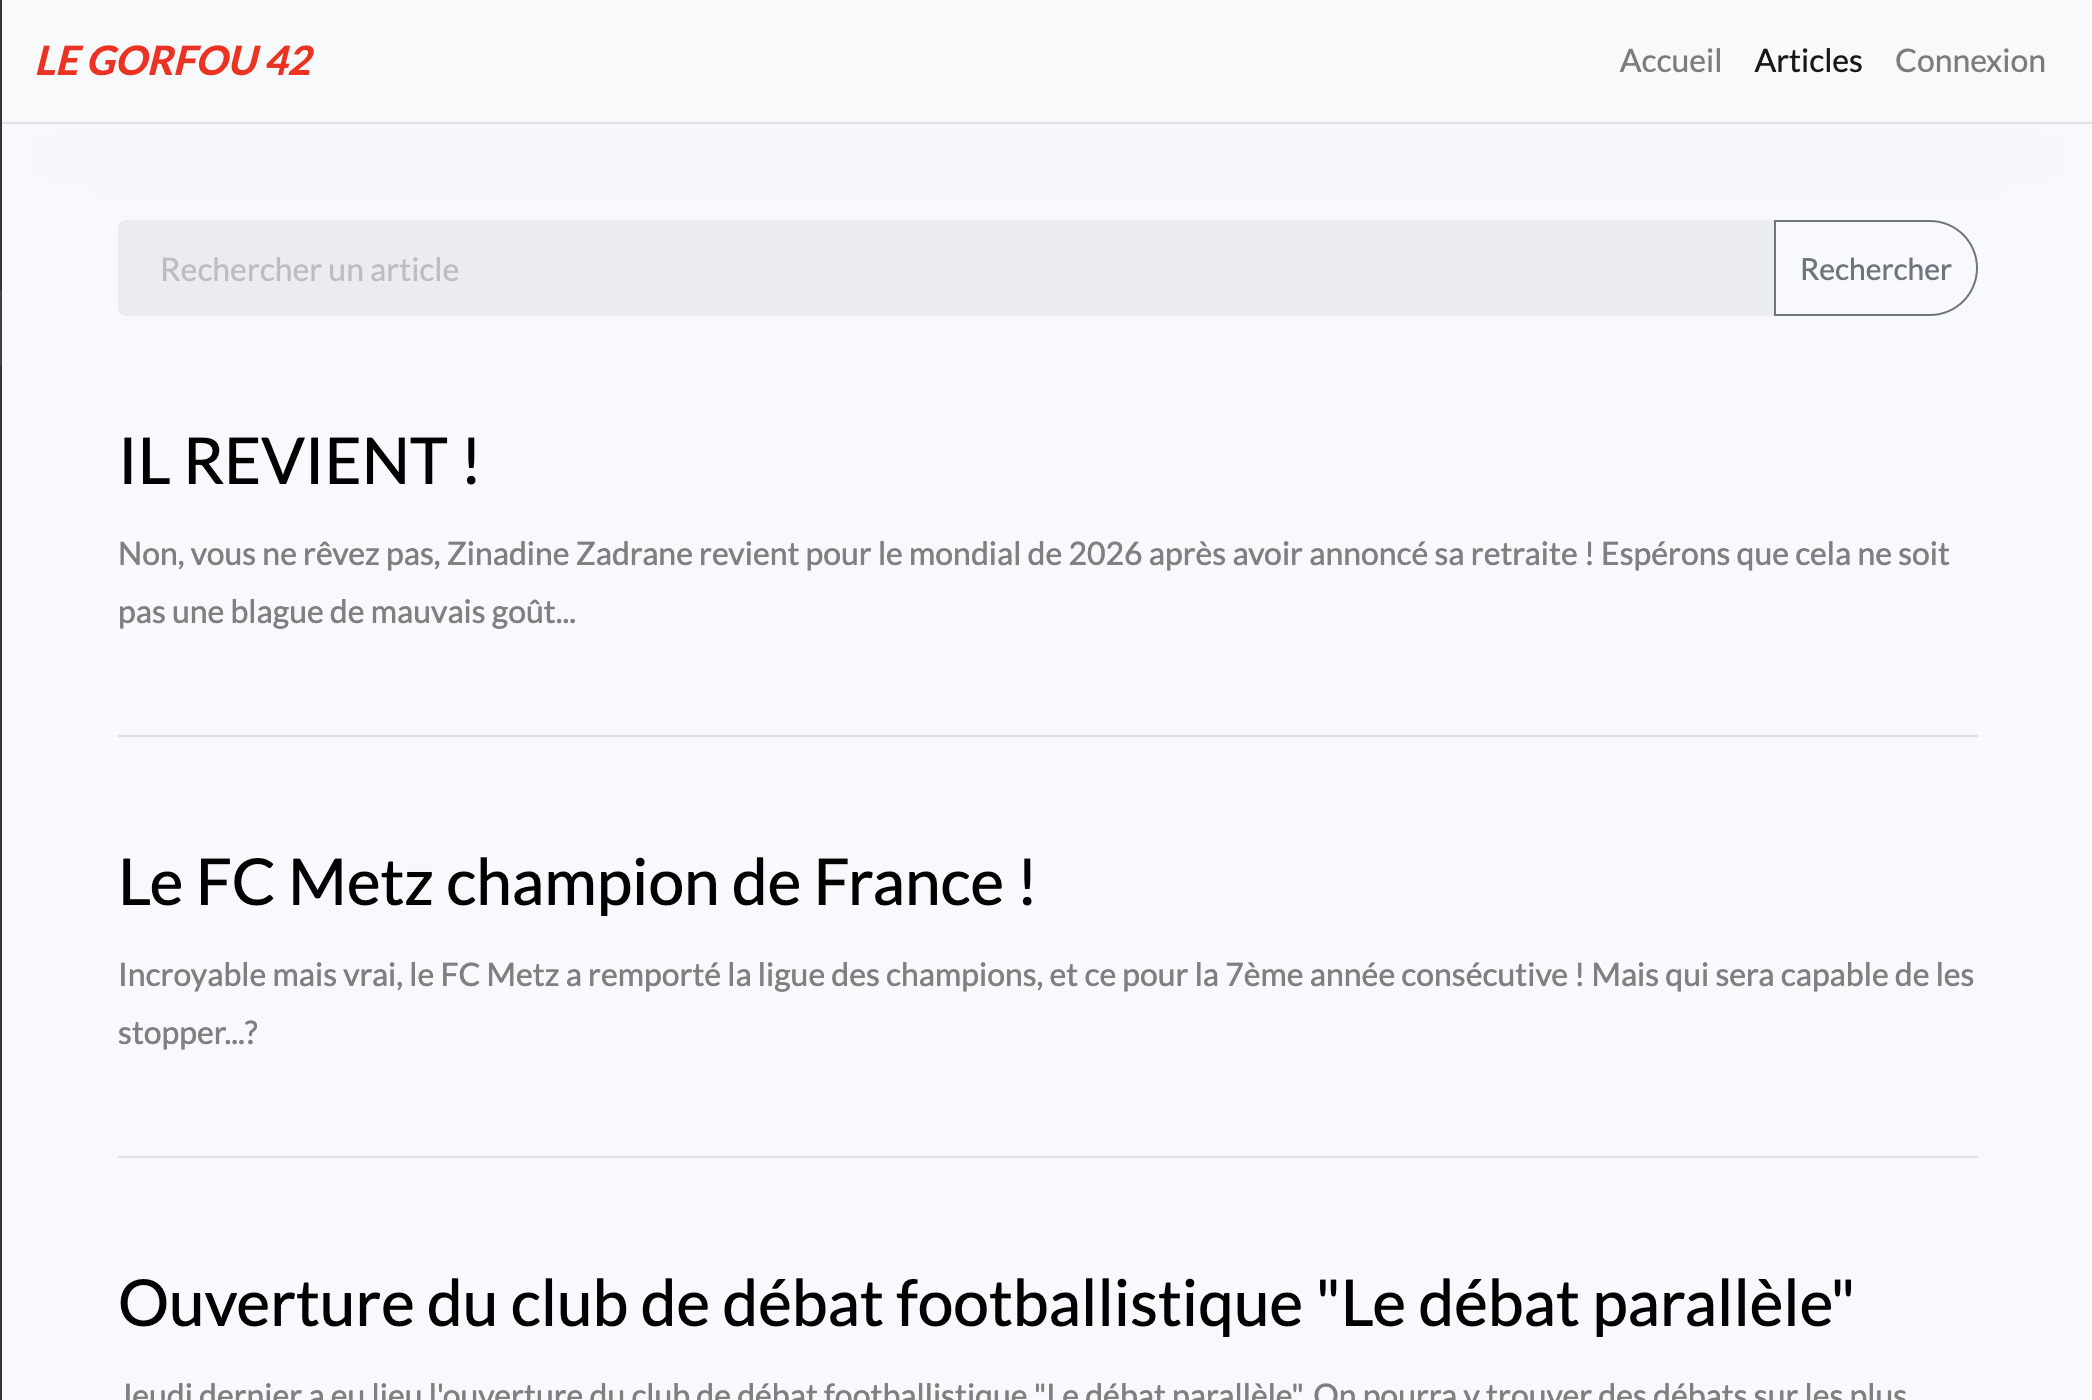 LE GORFOU 42
Accueil Articles Connexion
Rechercher un article
Rechercher
IL REVIENT !
Non, vous ne rêvez pas, Zinadine Zadrane revient pour le mondial de 2026 après avoir annoncé sa retraite ! Espérons que cela ne soit
pas une blague de mauvais goût...
Le FC Metz champion de France !
Incroyable mais vrai, le FC Metz a remporté la ligue des champions, et ce pour la 7ème année consécutive ! Mais qui sera capable de les
stopper...?
Ouverture du club de débat footballistique "Le débat parallèle"
Jeudi dernier a eu lieu l'ouverture du club de débat footballistique "Le débat parallèle". On pourra y trouver des débats sur les plus